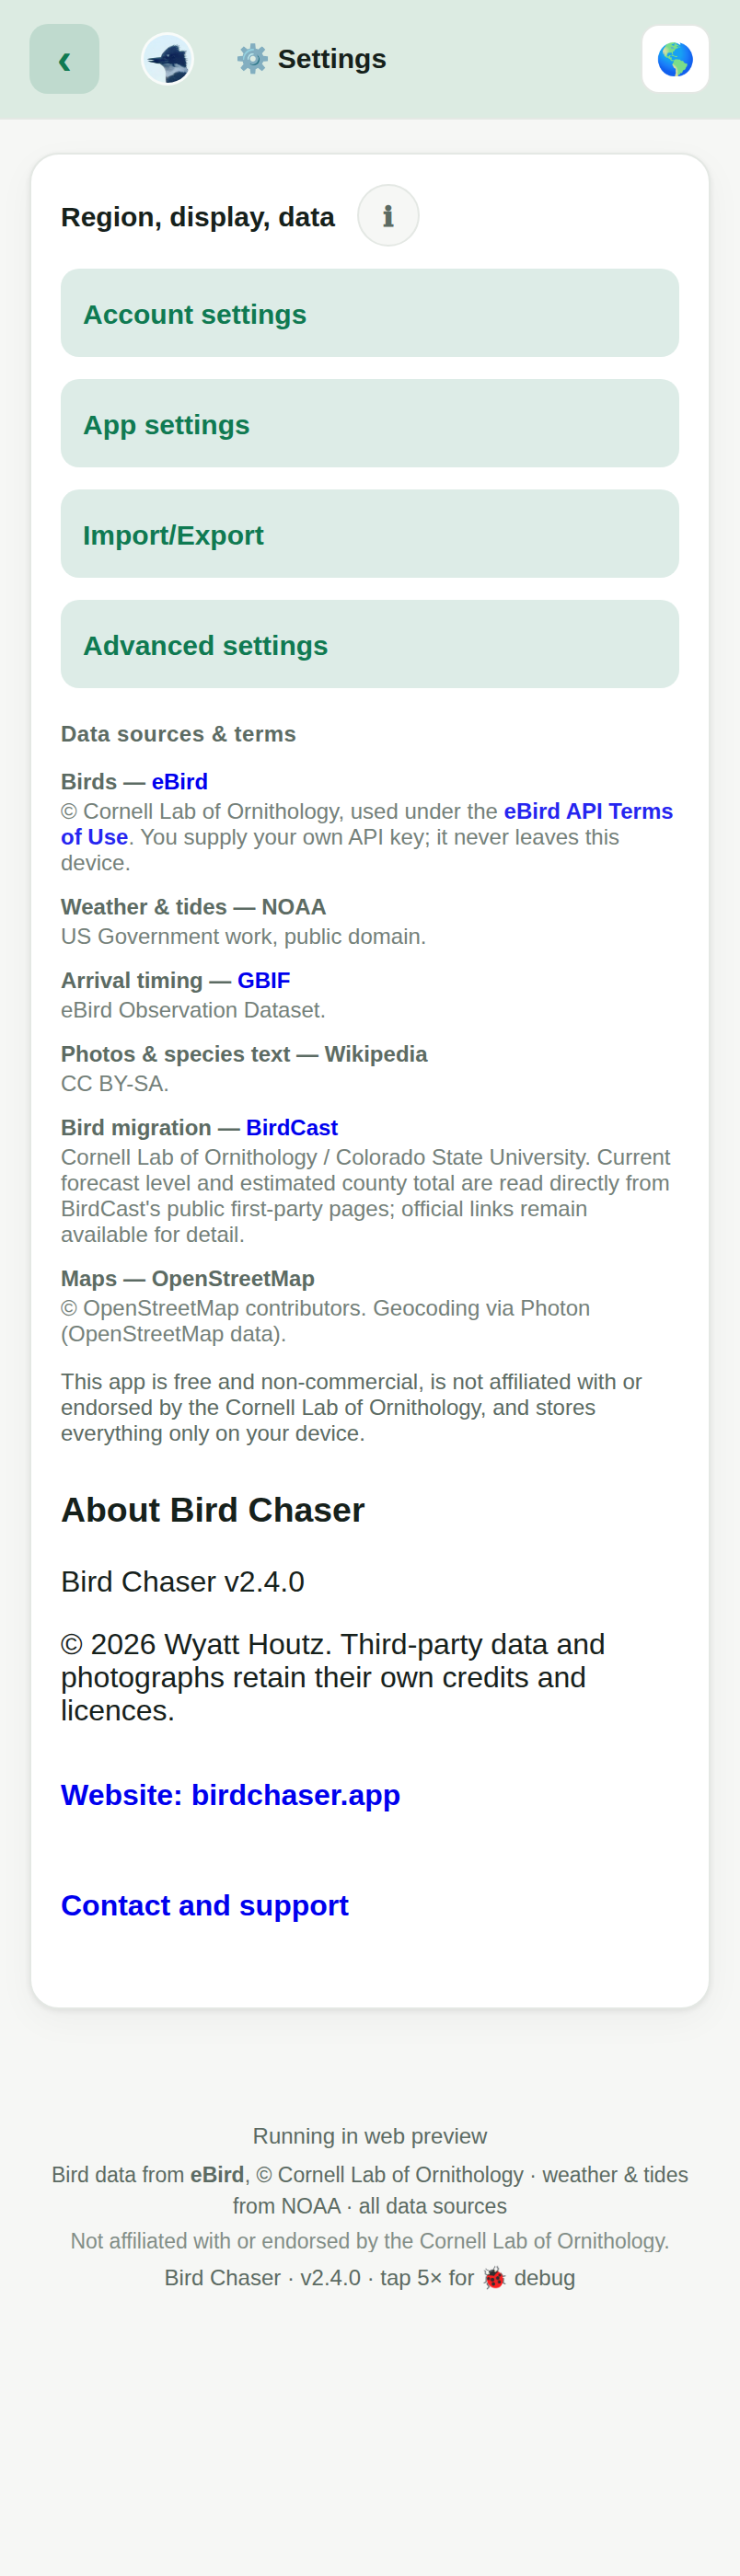 ‹
⚙️ Settings
Region, display, data
ℹ
Account settings
App settings
Import/Export
Advanced settings
Data sources & terms
Birds — eBird
© Cornell Lab of Ornithology, used under the eBird API Terms
of Use. You supply your own API key; it never leaves this
device.
Weather & tides — NOAA
US Government work, public domain.
Arrival timing — GBIF
eBird Observation Dataset.
Photos & species text — Wikipedia
CC BY-SA.
Bird migration — BirdCast
Cornell Lab of Ornithology / Colorado State University. Current
forecast level and estimated county total are read directly from
BirdCast's public first-party pages; official links remain
available for detail.
Maps — OpenStreetMap
© OpenStreetMap contributors. Geocoding via Photon
(OpenStreetMap data).
This app is free and non-commercial, is not affiliated with or
endorsed by the Cornell Lab of Ornithology, and stores
everything only on your device.
About Bird Chaser
Bird Chaser v2.4.0
© 2026 Wyatt Houtz. Third-party data and
photographs retain their own credits and
licences.
Website: birdchaser.app
Contact and support
Running in web preview
Bird data from eBird, © Cornell Lab of Ornithology · weather & tides
from NOAA · all data sources
Not affiliated with or endorsed by the Cornell Lab of Ornithology.
Bird Chaser · v2.4.0 · tap 5× for 🐞 debug